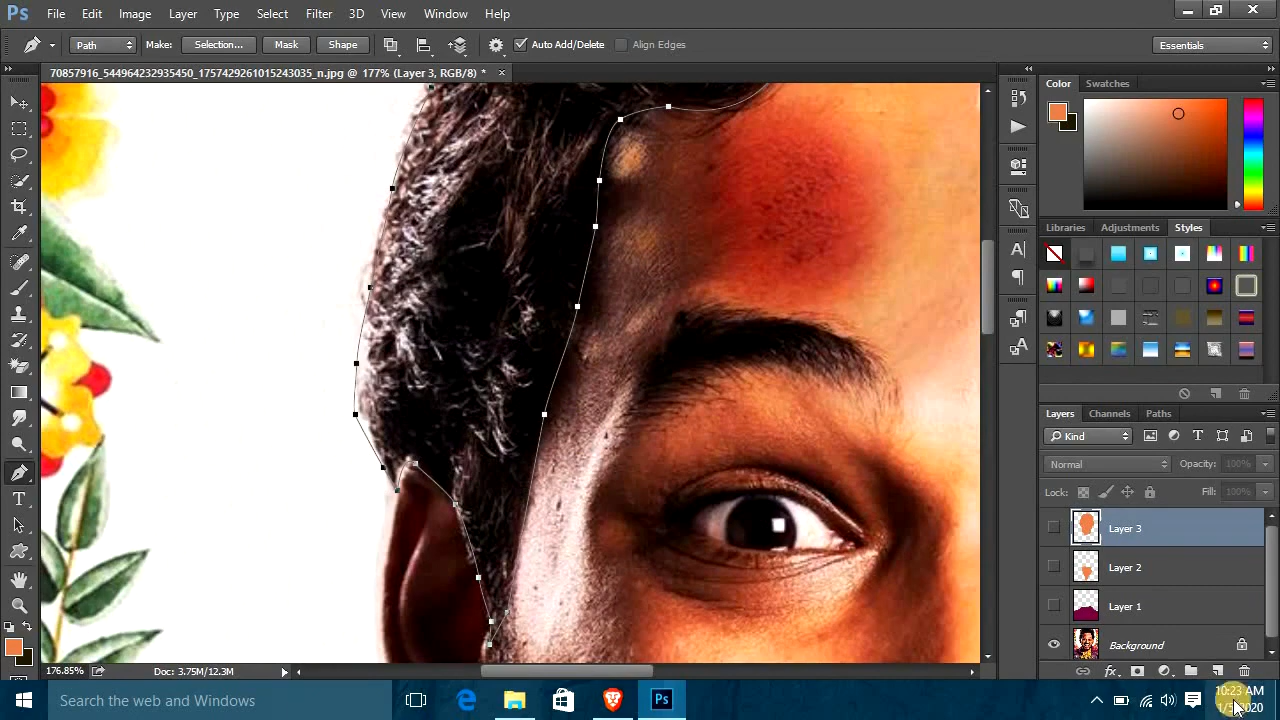 Ps File Edit Image Layer Type Select Filter 3D View Window Help
Path Make: Selection... Mask Shape Auto Add/Delete Align Edges Essentials
70857916_544964232935450_1757429261015243035_n.jpg @ 177% (Layer 3, RGB/8) *
Color Swatches
Libraries Adjustments Styles
Layers Channels Paths
Kind
Normal Opacity: 100%
Lock: Fill: 100%
Layer 3
Layer 2
Layer 1
Background
176.85% Doc: 3.75M/12.3M
Search the web and Windows
Ps
10:23 AM